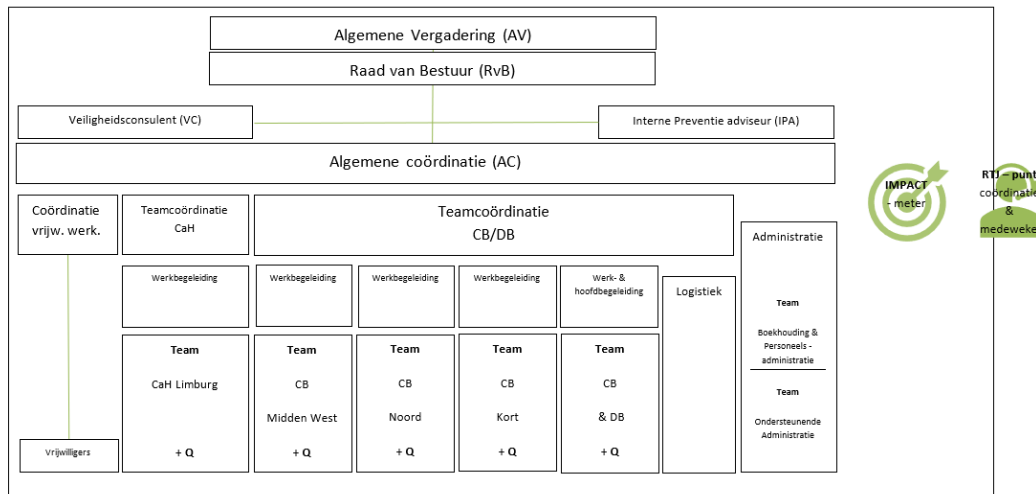 Algemene Vergadering (AV)
Raad van Bestuur (RvB)
Veiligheidsconsulent (VC)
Interne Preventie adviseur (IPA)
Algemene coördinatie (AC)
Coördinatie
vrijw. werk.
Teamcoördinatie
CaH
Teamcoördinatie
CB/DB
IMPACT
- meter
RTJ – punt
coördinatie
&
medeweke
Werkbegeleiding
Werkbegeleiding
Werkbegeleiding
Werkbegeleiding
Werk- &
hoofdbegeleiding
Logistiek
Administratie
Team
Boekhouding &
Personeels -
administratie
Team
Ondersteunende
Administratie
Team
CaH Limburg
+ Q
Team
CB
Midden West
+ Q
Team
CB
Noord
+ Q
Team
CB
Kort
+ Q
Team
CB
& DB
+ Q
Vrijwilligers